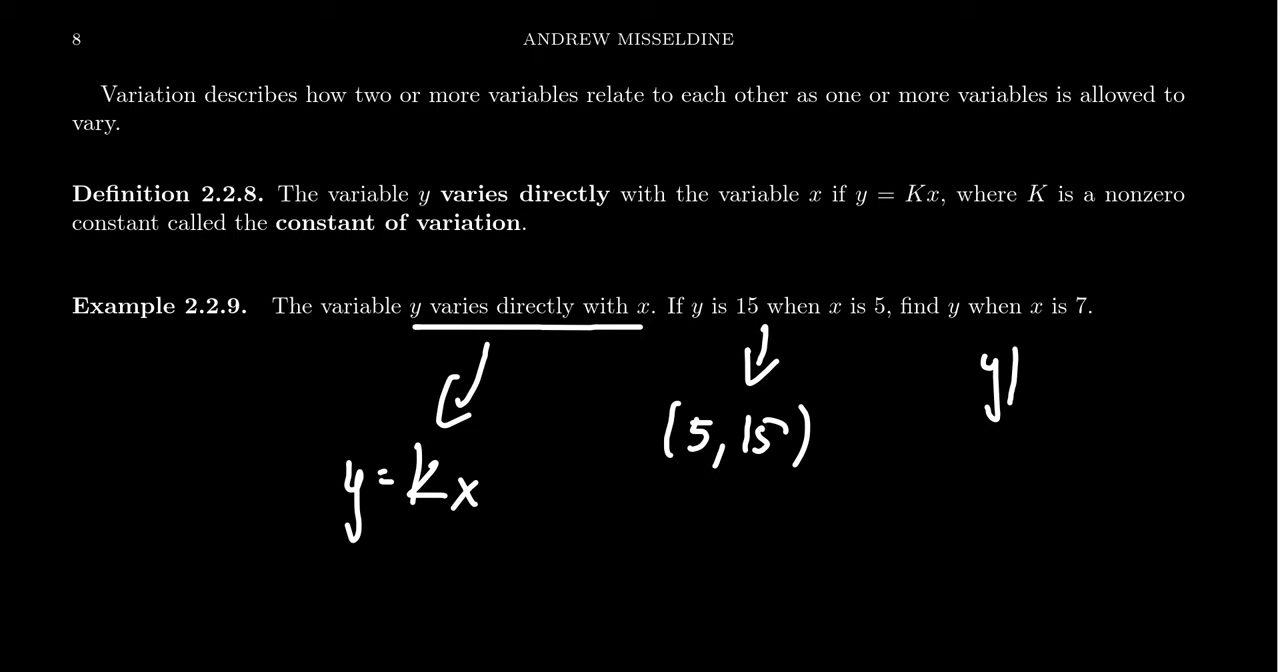 8
ANDREW MISSELDINE
Variation describes how two or more variables relate to each other as one or more variables is allowed to
vary.
Definition 2.2.8. The variable y varies directly with the variable x if y = Kx, where K is a nonzero
constant called the constant of variation.
Example 2.2.9. The variable y varies directly with x. If y is 15 when x is 5, find y when x is 7.
y|
(5, 15)
y = kx